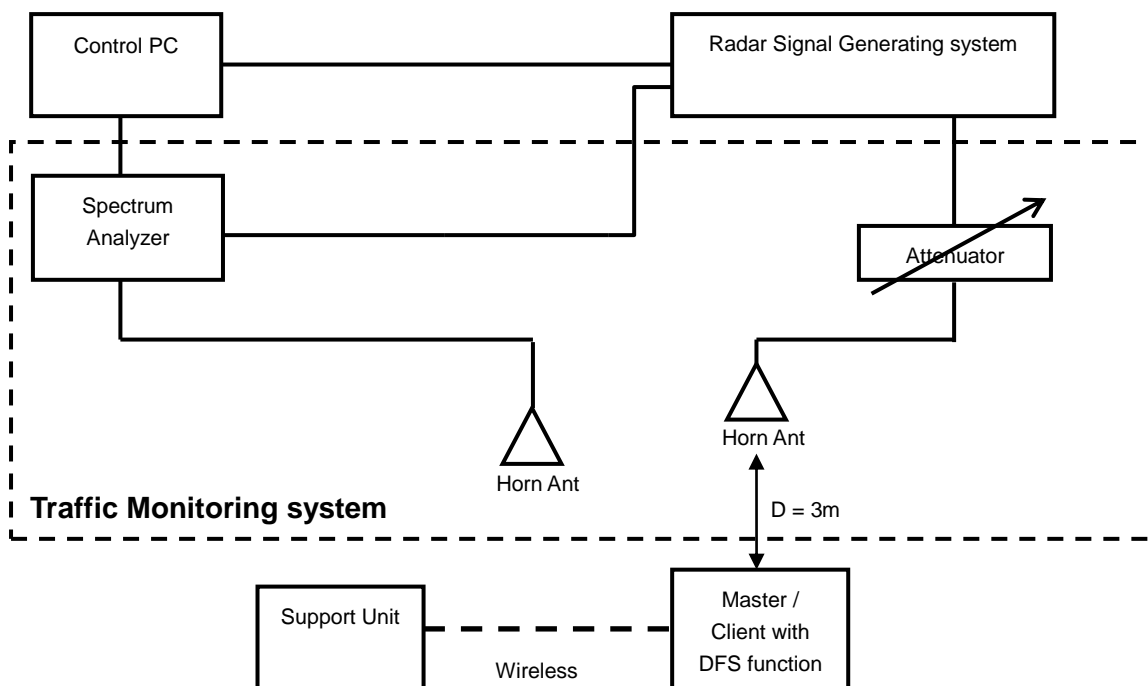 Control PC
Radar Signal Generating system
Spectrum
Analyzer
Attenuator
Horn Ant
Horn Ant
Traffic Monitoring system
D = 3m
Support Unit
Wireless
Master /
Client with
DFS function